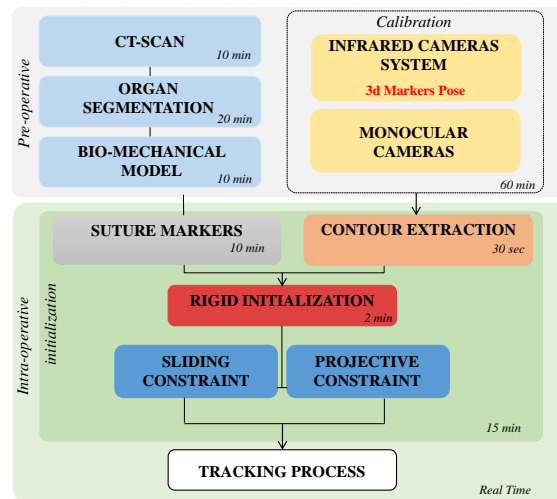 Pre-operative
CT-SCAN
10 min
ORGAN
SEGMENTATION
20 min
BIO-MECHANICAL
MODEL
10 min
Calibration
INFRARED CAMERAS
SYSTEM
3d Markers Pose
MONOCULAR
CAMERAS
60 min
Intra-operative
initialization
SUTURE MARKERS
10 min
CONTOUR EXTRACTION
30 sec
RIGID INITIALIZATION
2 min
SLIDING
CONSTRAINT
PROJECTIVE
CONSTRAINT
15 min
TRACKING PROCESS
Real Time